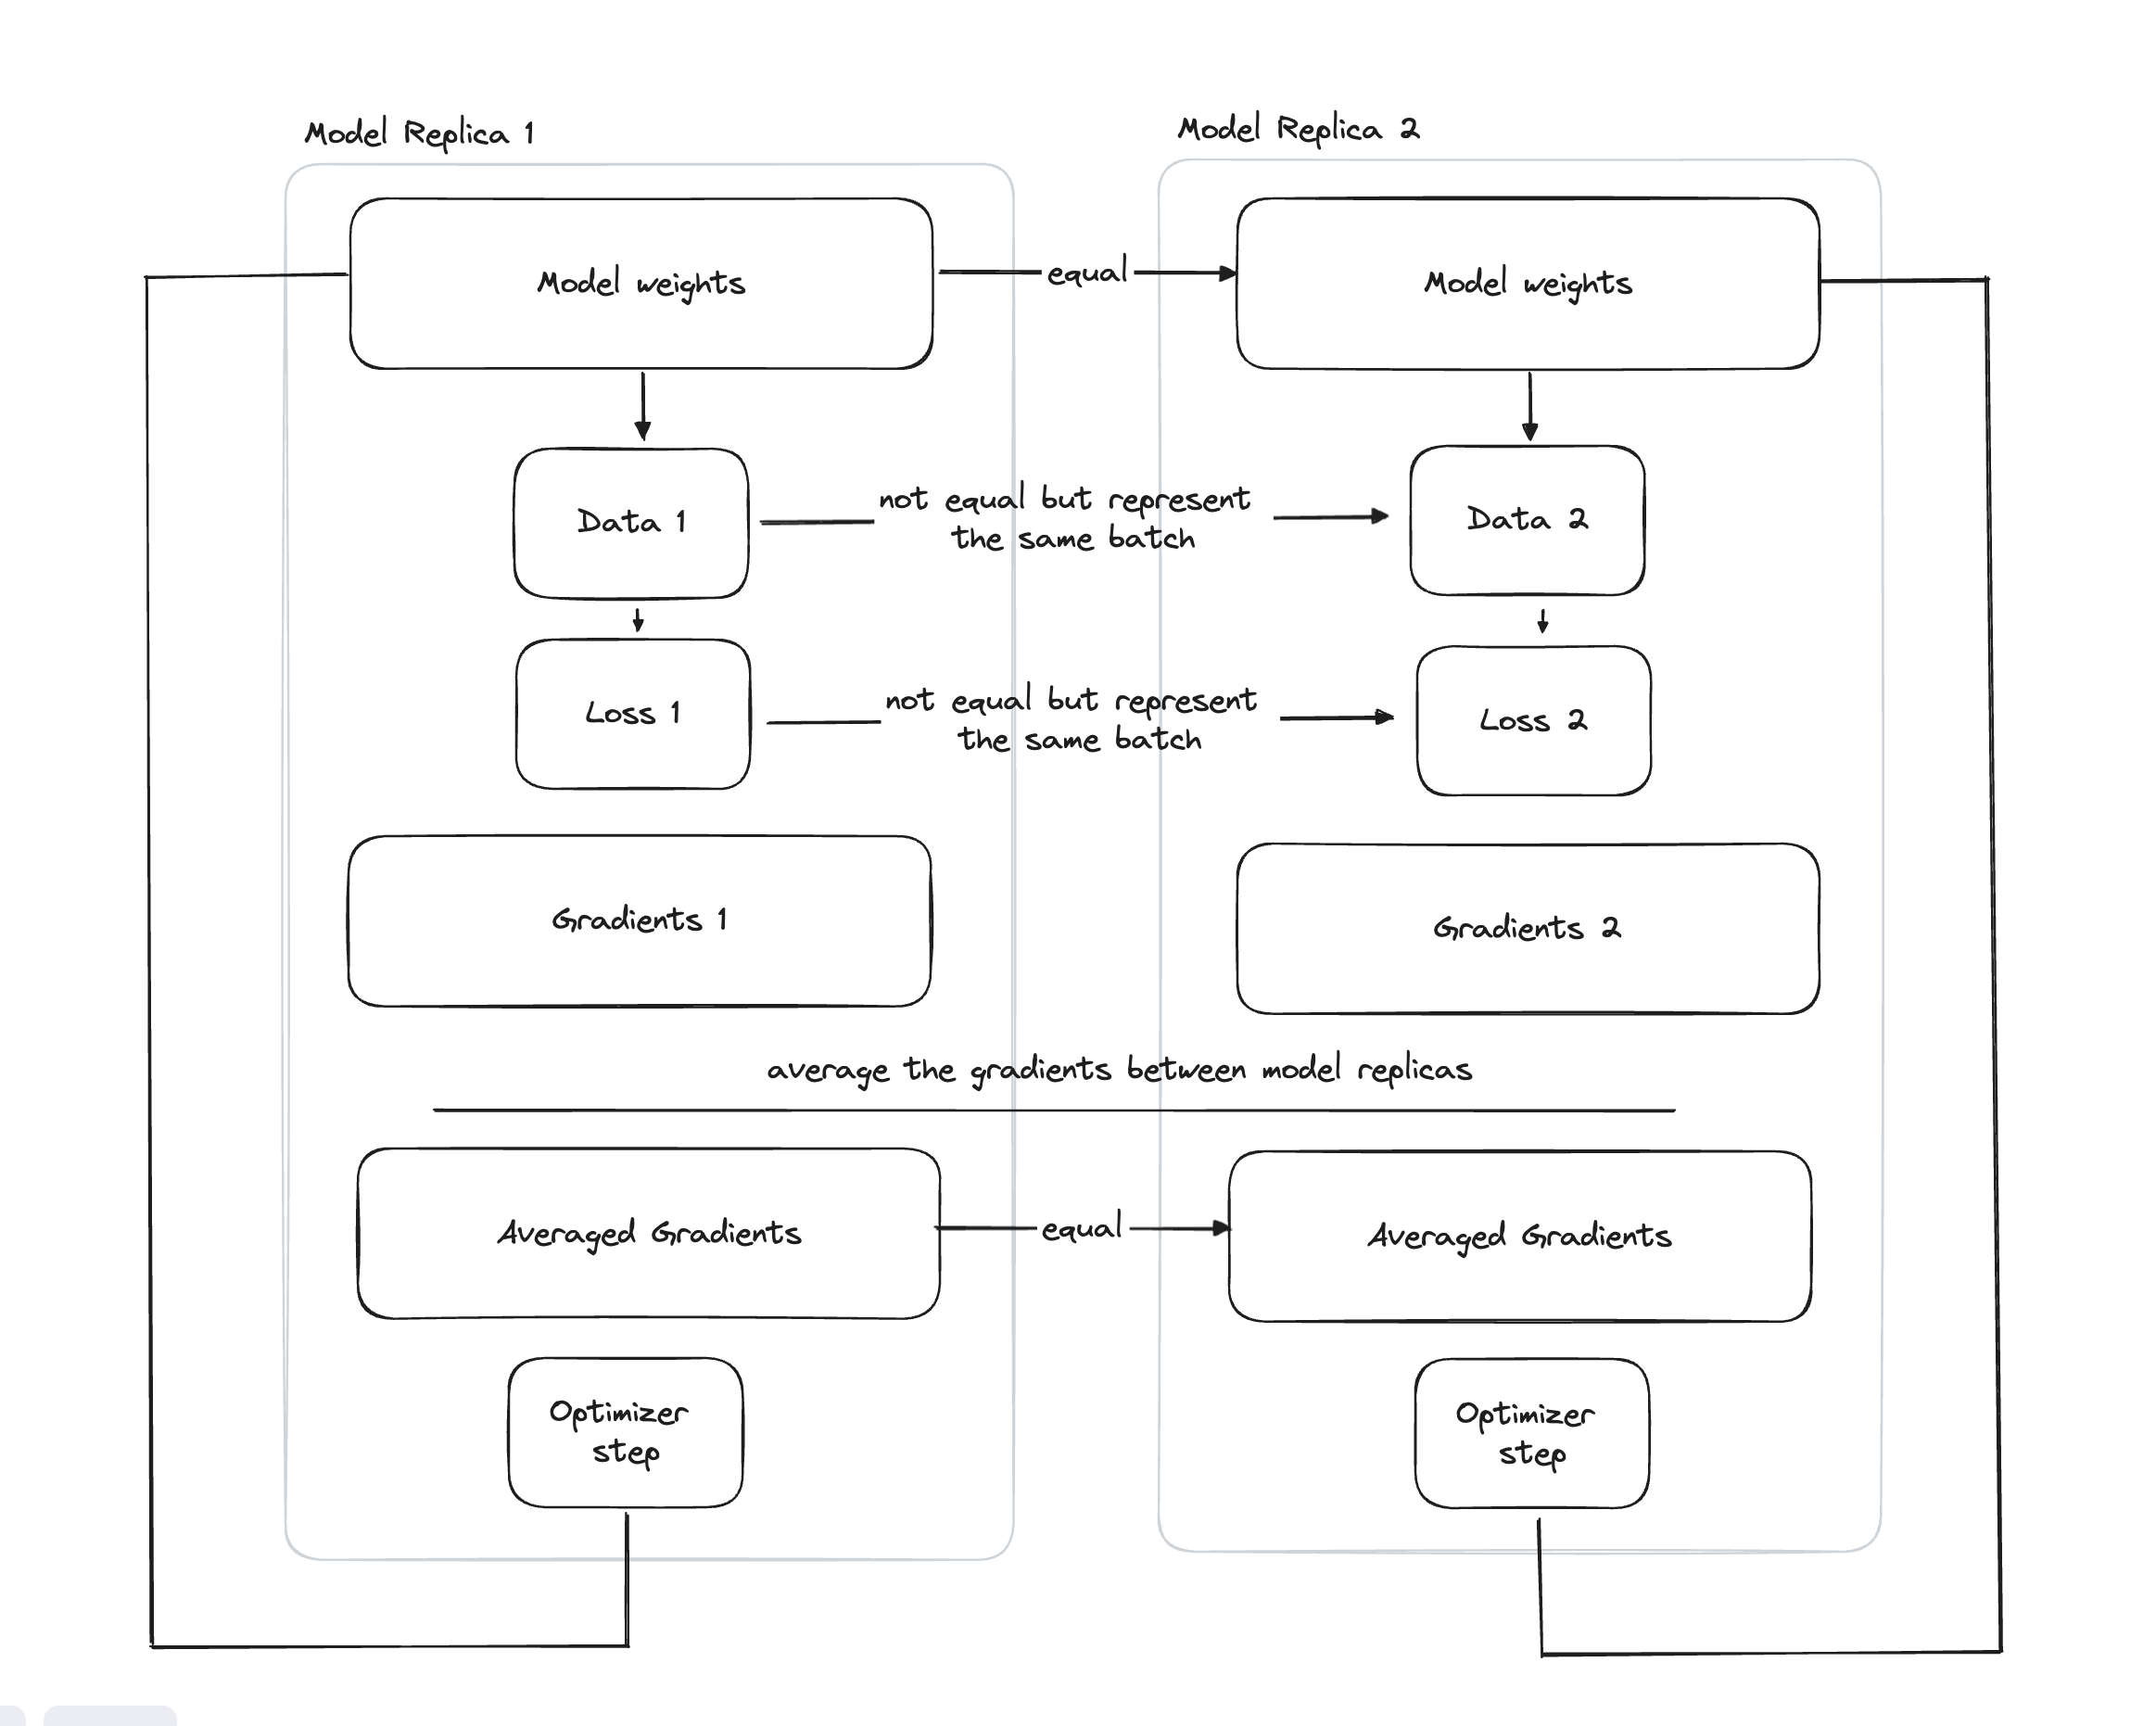 Model Replica 1
Model Replica 2
Model weights
equal
Model weights
Data 1
not equal but represent
the same batch
Data 2
Loss 1
not equal but represent
the same batch
Loss 2
Gradients 1
Gradients 2
average the gradients between model replicas
Averaged Gradients
equal
Averaged Gradients
Optimizer
step
Optimizer
step